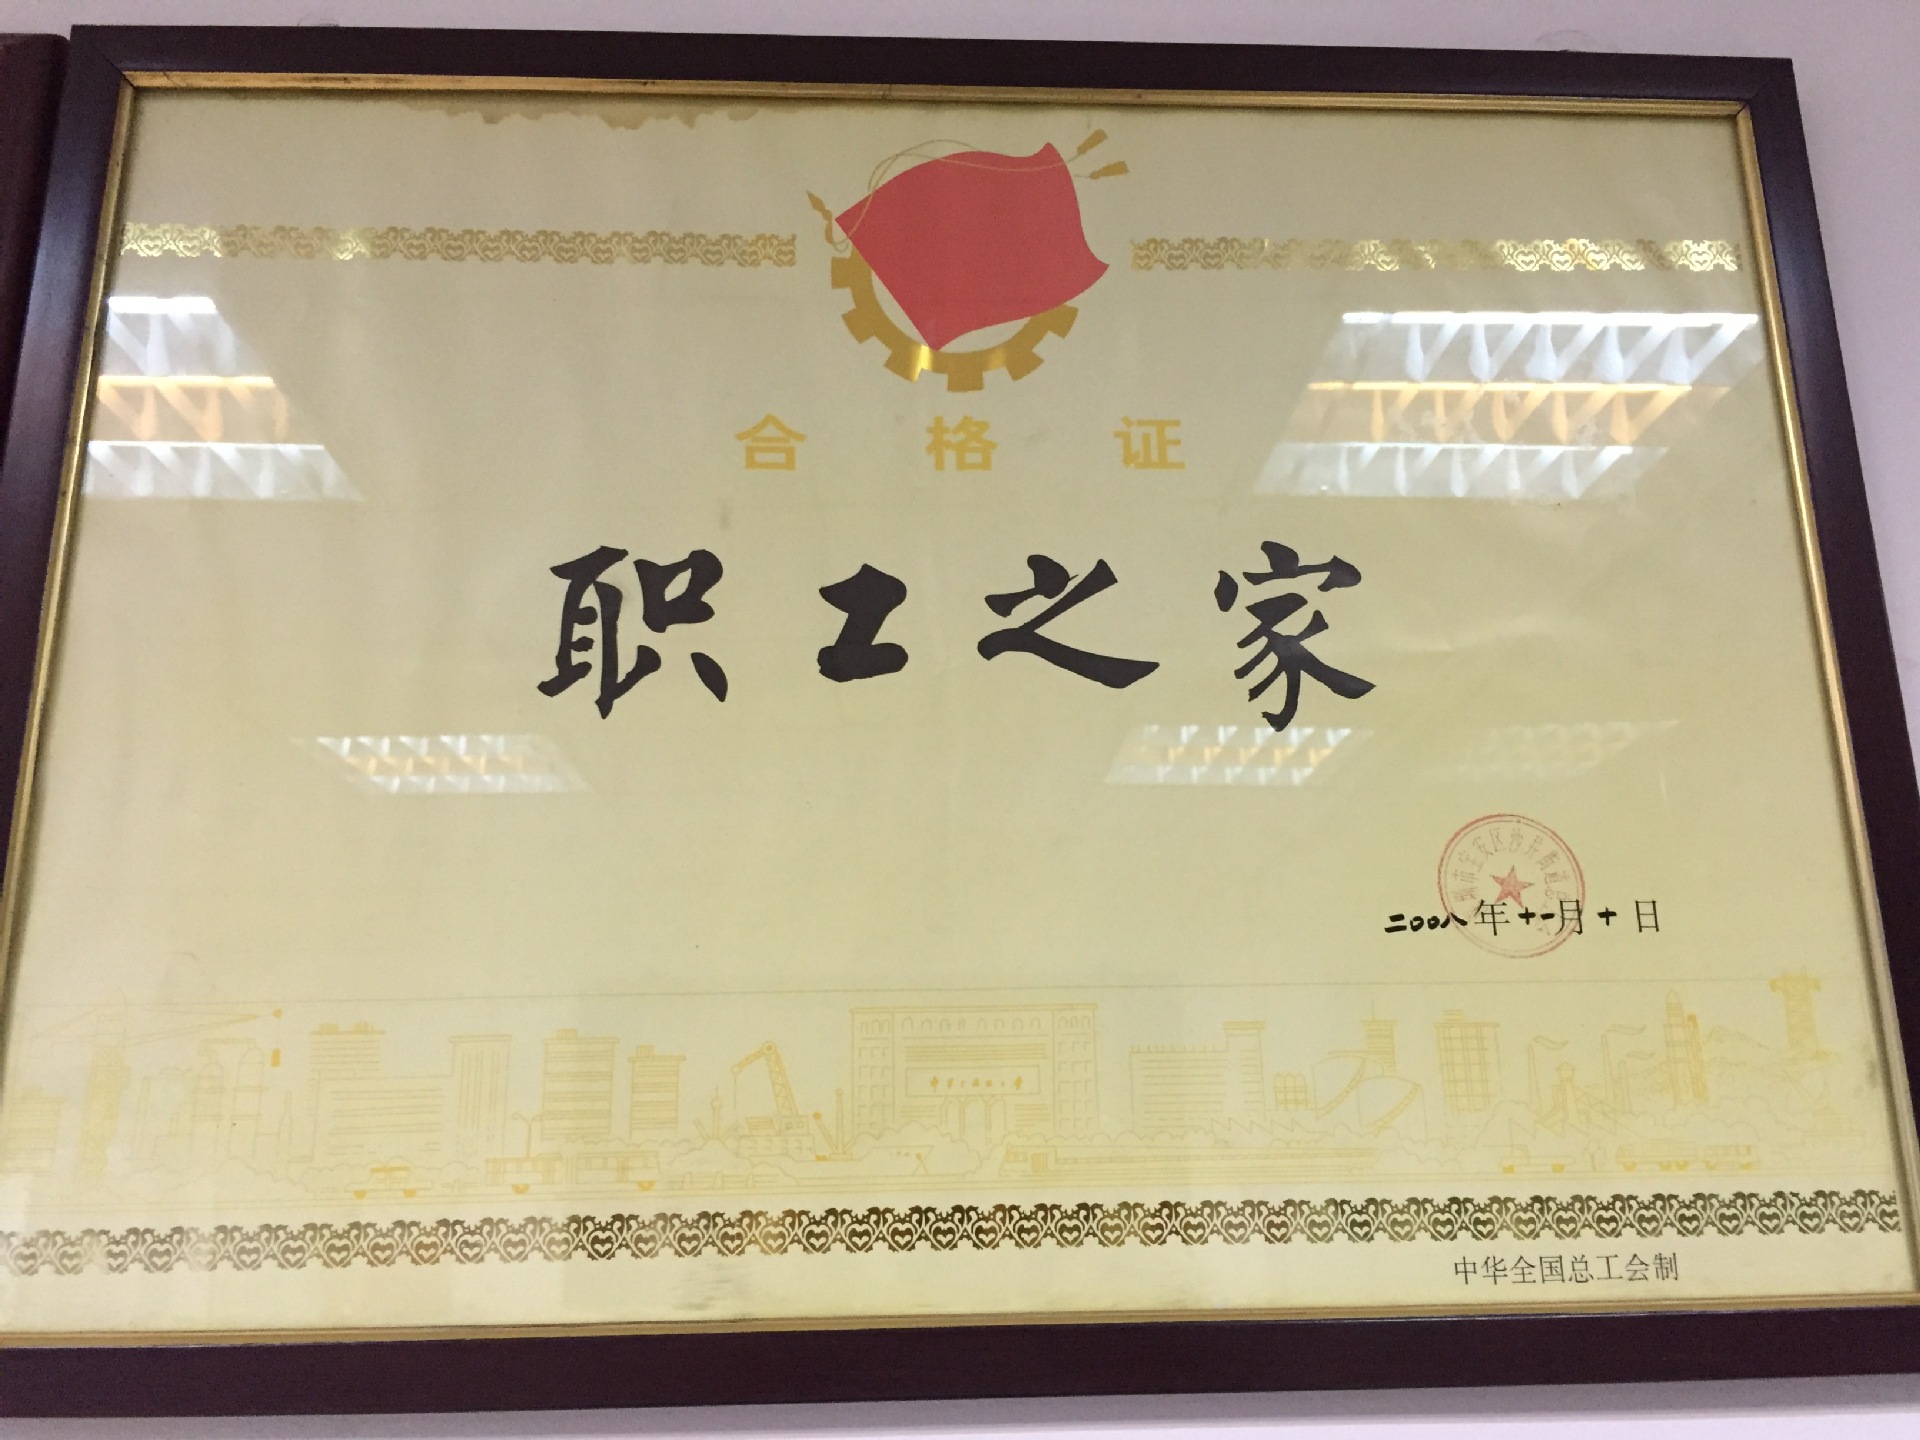 合格证
职工之家
二〇〇八年十一月十日
中华全国总工会制